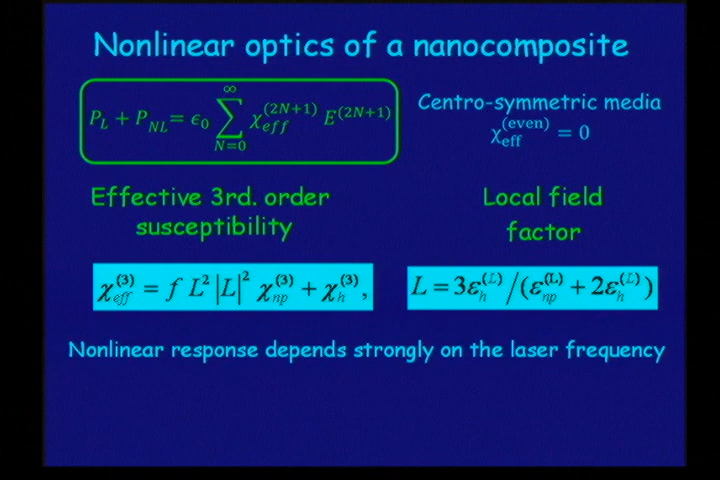 Nonlinear optics of a nanocomposite
P_L + P_NL = ϵ_0 ∑_{N=0}^{∞} χ_eff^(2N+1) E^(2N+1)
Centro-symmetric media
χ_eff^(even) = 0
Effective 3rd. order
susceptibility
Local field
factor
χ_eff^(3) = f L^2 |L|^2 χ_np^(3) + χ_h^(3),
L = 3ε_h^(L) / (ε_np^(L) + 2ε_h^(L))
Nonlinear response depends strongly on the laser frequency